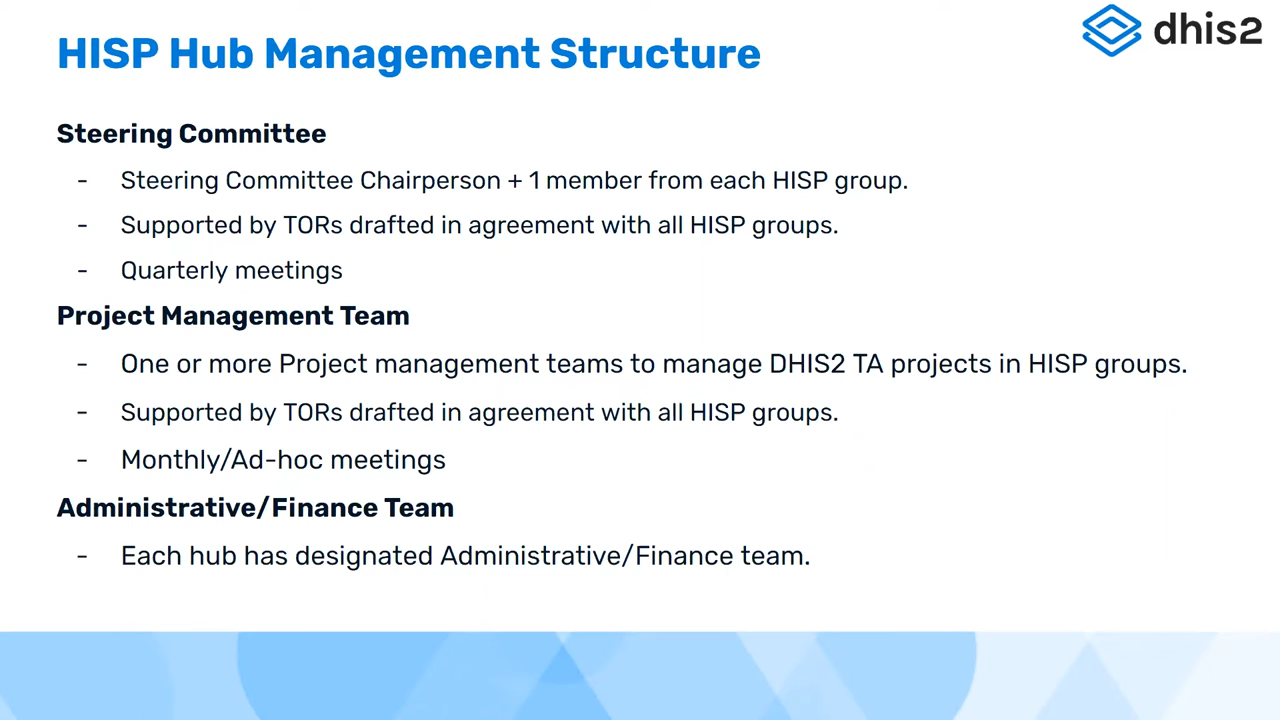 HISP Hub Management Structure
dhis2
Steering Committee
- Steering Committee Chairperson + 1 member from each HISP group.
- Supported by TORs drafted in agreement with all HISP groups.
- Quarterly meetings
Project Management Team
- One or more Project management teams to manage DHIS2 TA projects in HISP groups.
- Supported by TORs drafted in agreement with all HISP groups.
- Monthly/Ad-hoc meetings
Administrative/Finance Team
- Each hub has designated Administrative/Finance team.